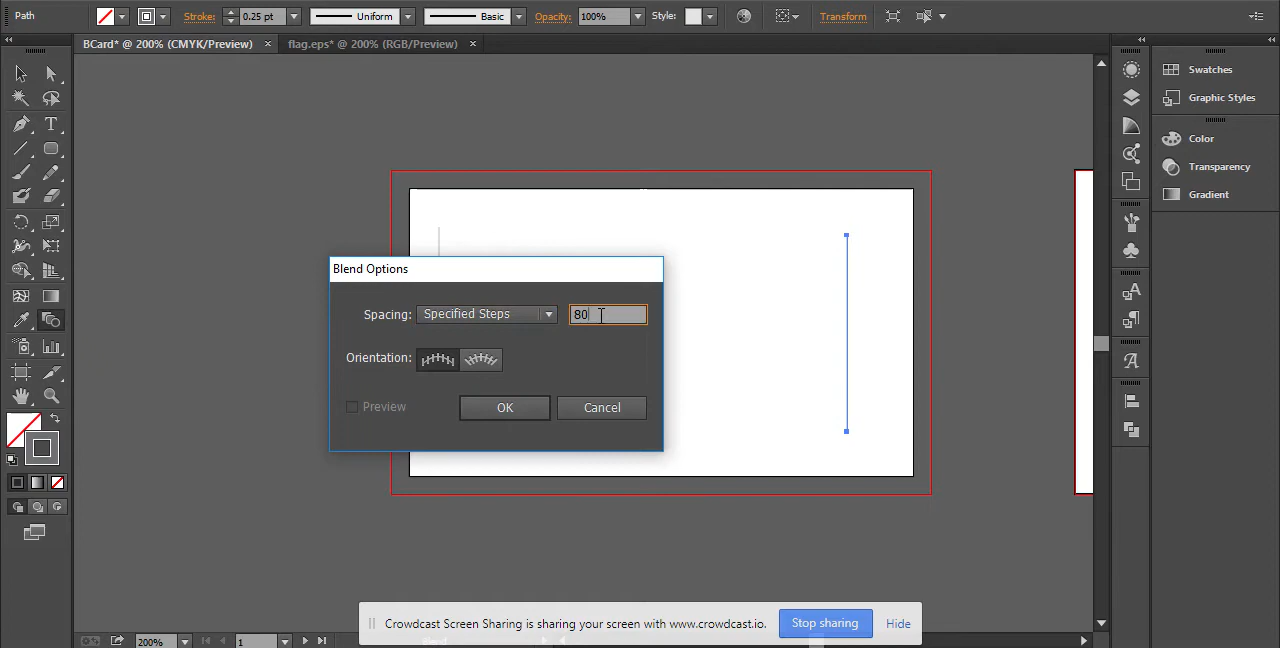 Path
Stroke: 0.25 pt Uniform Basic Opacity: 100% Style: Transform
BCard* @ 200% (CMYK/Preview) × flag.eps* @ 200% (RGB/Preview) ×
Swatches
Graphic Styles
Color
Transparency
Gradient
Blend Options
Spacing: Specified Steps 80
Orientation:
Preview OK Cancel
Crowdcast Screen Sharing is sharing your screen with www.crowdcast.io. Stop sharing Hide
200% 1